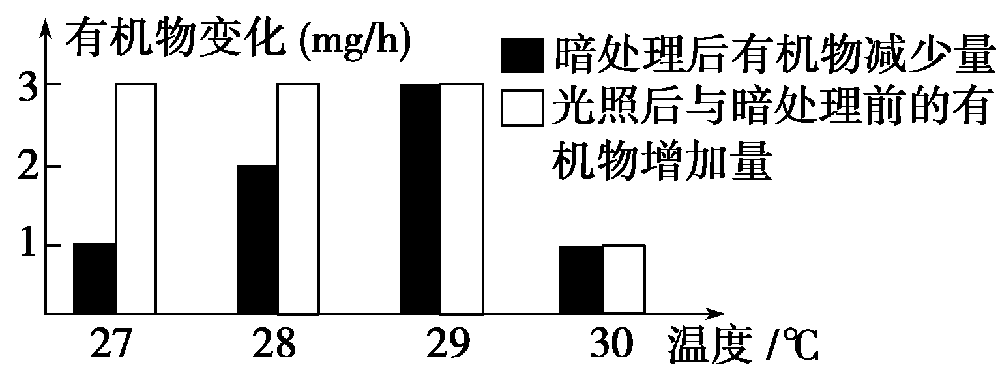 有机物变化 (mg/h)
暗处理后有机物减少量
光照后与暗处理前的有
机物增加量
3
2
1
27 28 29 30 温度 /℃